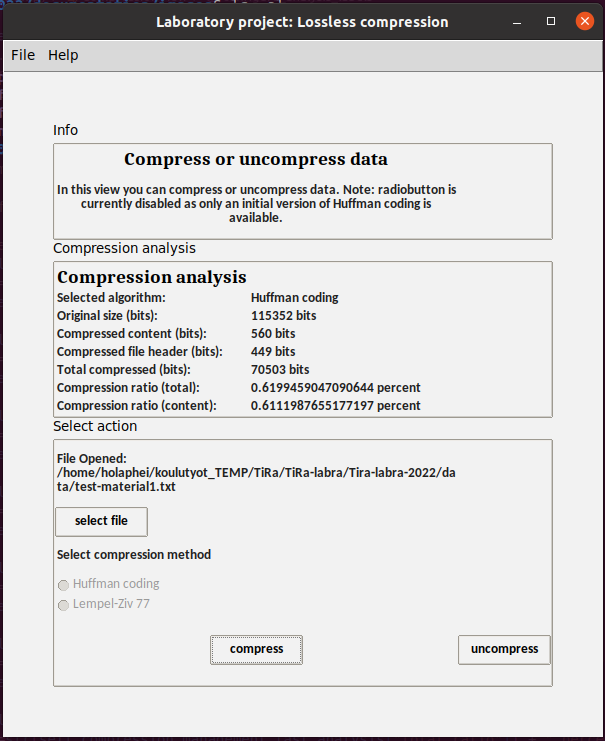 Laboratory project: Lossless compression
File Help
Info
Compress or uncompress data
In this view you can compress or uncompress data. Note: radiobutton is
currently disabled as only an initial version of Huffman coding is
available.
Compression analysis
Compression analysis
Selected algorithm: Huffman coding
Original size (bits): 115352 bits
Compressed content (bits): 560 bits
Compressed file header (bits): 449 bits
Total compressed (bits): 70503 bits
Compression ratio (total): 0.6199459047090644 percent
Compression ratio (content): 0.6111987655177197 percent
Select action
File Opened:
/home/holaphei/koulutyot_TEMP/TiRa/TiRa-labra/Tira-labra-2022/da
ta/test-material1.txt
select file
Select compression method
Huffman coding
Lempel-Ziv 77
compress uncompress